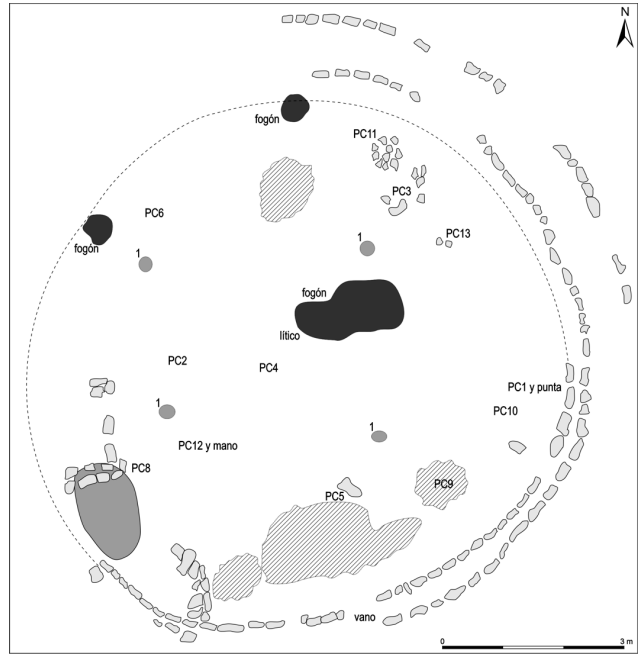 N
fogón
PC11
PC3
PC6
PC13
fogón
1
1
fogón
lítico
PC2
PC4
PC1 y punta
PC10
1
1
PC12 y mano
PC8
PC9
PC5
vano
0
3 m